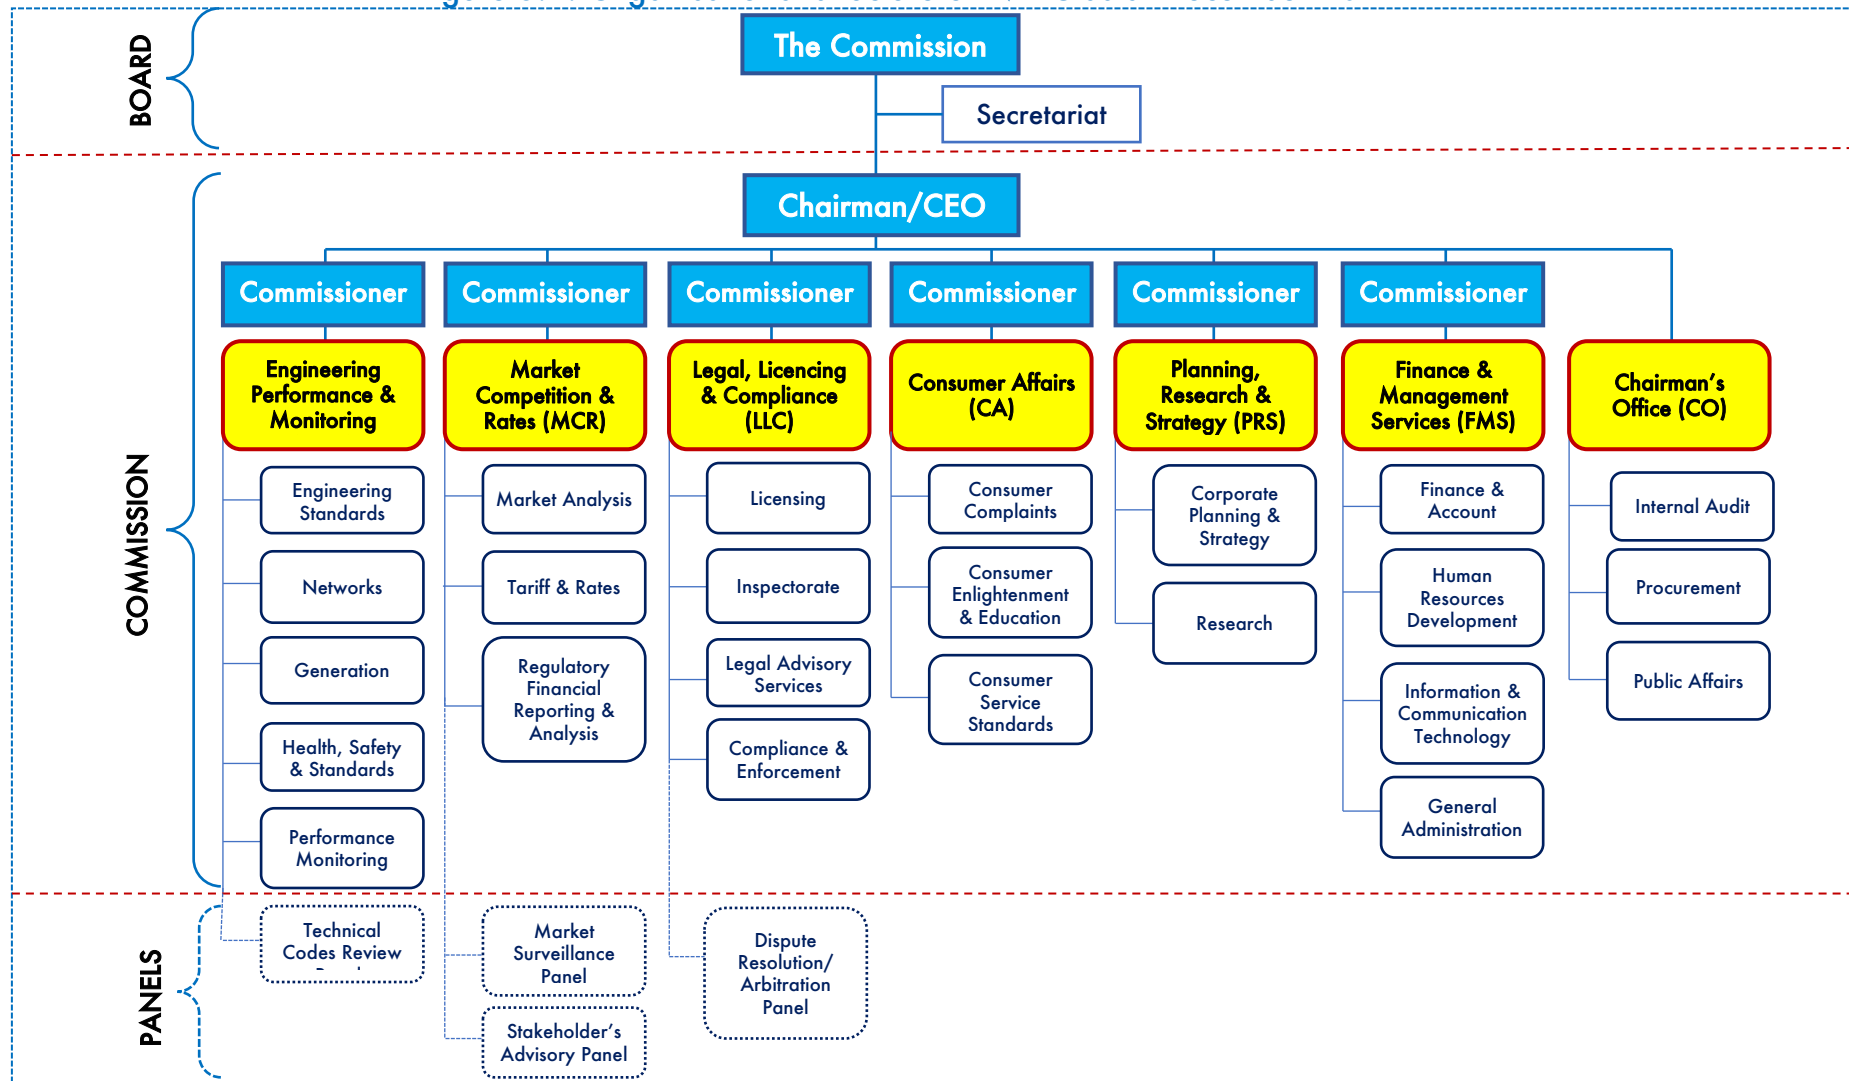 The Commission
BOARD
Secretariat
Chairman/CEO
COMMISSION
Commissioner
Commissioner
Commissioner
Commissioner
Commissioner
Commissioner
Engineering
Performance &
Monitoring
Market
Competition &
Rates (MCR)
Legal, Licencing
& Compliance
(LLC)
Consumer Affairs
(CA)
Planning,
Research &
Strategy (PRS)
Finance &
Management
Services (FMS)
Chairman's
Office (CO)
Engineering
Standards
Networks
Generation
Health, Safety
& Standards
Performance
Monitoring
Market Analysis
Tariff & Rates
Regulatory
Financial
Reporting &
Analysis
Licensing
Inspectorate
Legal Advisory
Services
Compliance &
Enforcement
Consumer
Complaints
Consumer
Enlightenment
& Education
Consumer
Service
Standards
Corporate
Planning &
Strategy
Research
Finance &
Account
Human
Resources
Development
Information &
Communication
Technology
General
Administration
Internal Audit
Procurement
Public Affairs
PANELS
Technical
Codes Review
Market
Surveillance
Panel
Stakeholder's
Advisory Panel
Dispute
Resolution/
Arbitration
Panel